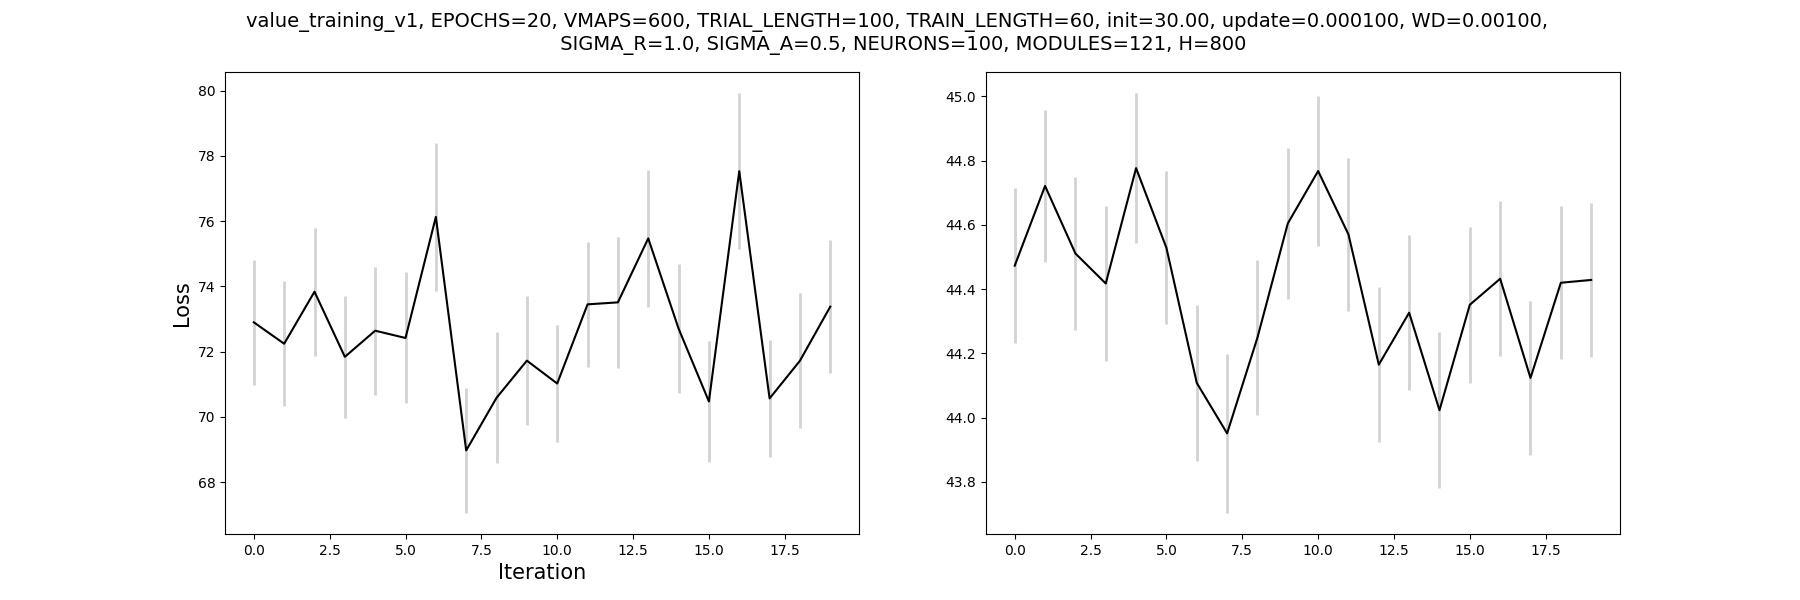 value_training_v1, EPOCHS=20, VMAPS=600, TRIAL_LENGTH=100, TRAIN_LENGTH=60, init=30.00, update=0.000100, WD=0.00100,
SIGMA_R=1.0, SIGMA_A=0.5, NEURONS=100, MODULES=121, H=800
Loss
80
78
76
74
72
70
68
0.0 2.5 5.0 7.5 10.0 12.5 15.0 17.5
Iteration
45.0
44.8
44.6
44.4
44.2
44.0
43.8
0.0 2.5 5.0 7.5 10.0 12.5 15.0 17.5